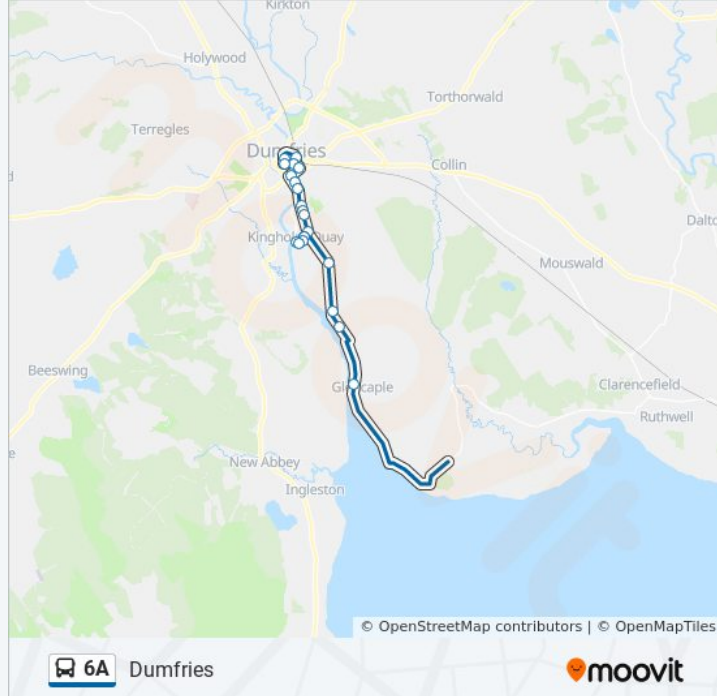 Kirkton
Holywood
Torthorwald
Terregles
Dumfries
Collin
Dalto
Kingholm Quay
Mouswald
Beeswing
Glencaple
Clarencefield
Ruthwell
New Abbey
Ingleston
© OpenStreetMap contributors | © OpenMapTiles
6A Dumfries
moovit